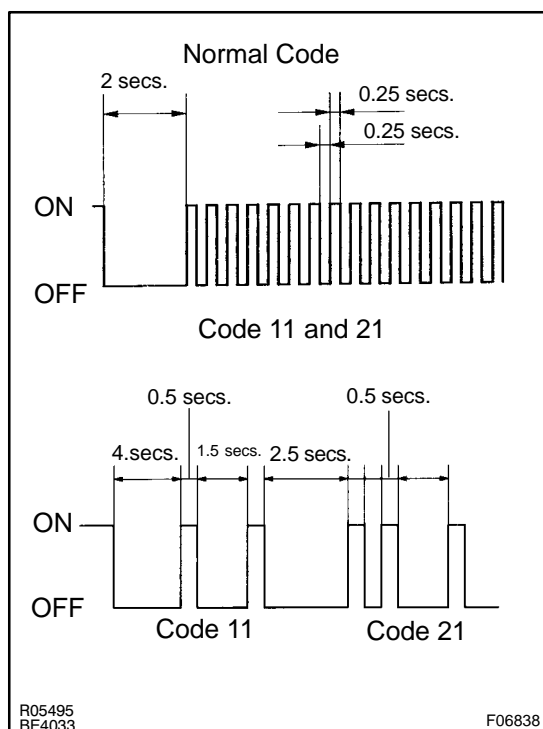 Normal Code
2 secs.
0.25 secs.
0.25 secs.
ON
OFF
Code 11 and 21
0.5 secs.
0.5 secs.
4.secs.
1.5 secs.
2.5 secs.
ON
OFF
Code 11
Code 21
R05495
BE4033
F06838